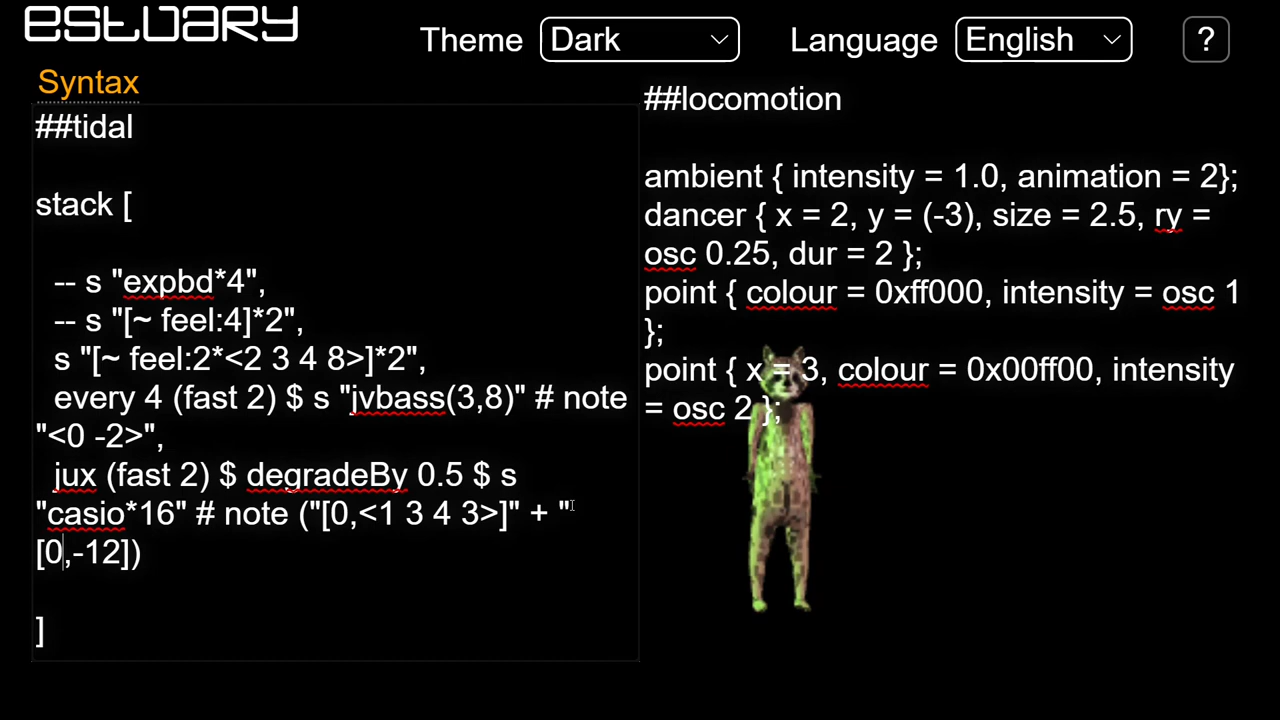 estuary
Theme Dark Language English ?
Syntax
##tidal
stack [
-- s "expbd*4",
-- s "[~ feel:4]*2",
s "[~ feel:2*<2 3 4 8>]*2",
every 4 (fast 2) $ s "jvbass(3,8)" # note
"<0 -2>",
jux (fast 2) $ degradeBy 0.5 $ s
"casio*16" # note ("[0,<1 3 4 3>]" + "
[0,-12])
]
##locomotion
ambient { intensity = 1.0, animation = 2};
dancer { x = 2, y = (-3), size = 2.5, ry =
osc 0.25, dur = 2 };
point { colour = 0xff000, intensity = osc 1
};
point { x = 3, colour = 0x00ff00, intensity
= osc 2 };